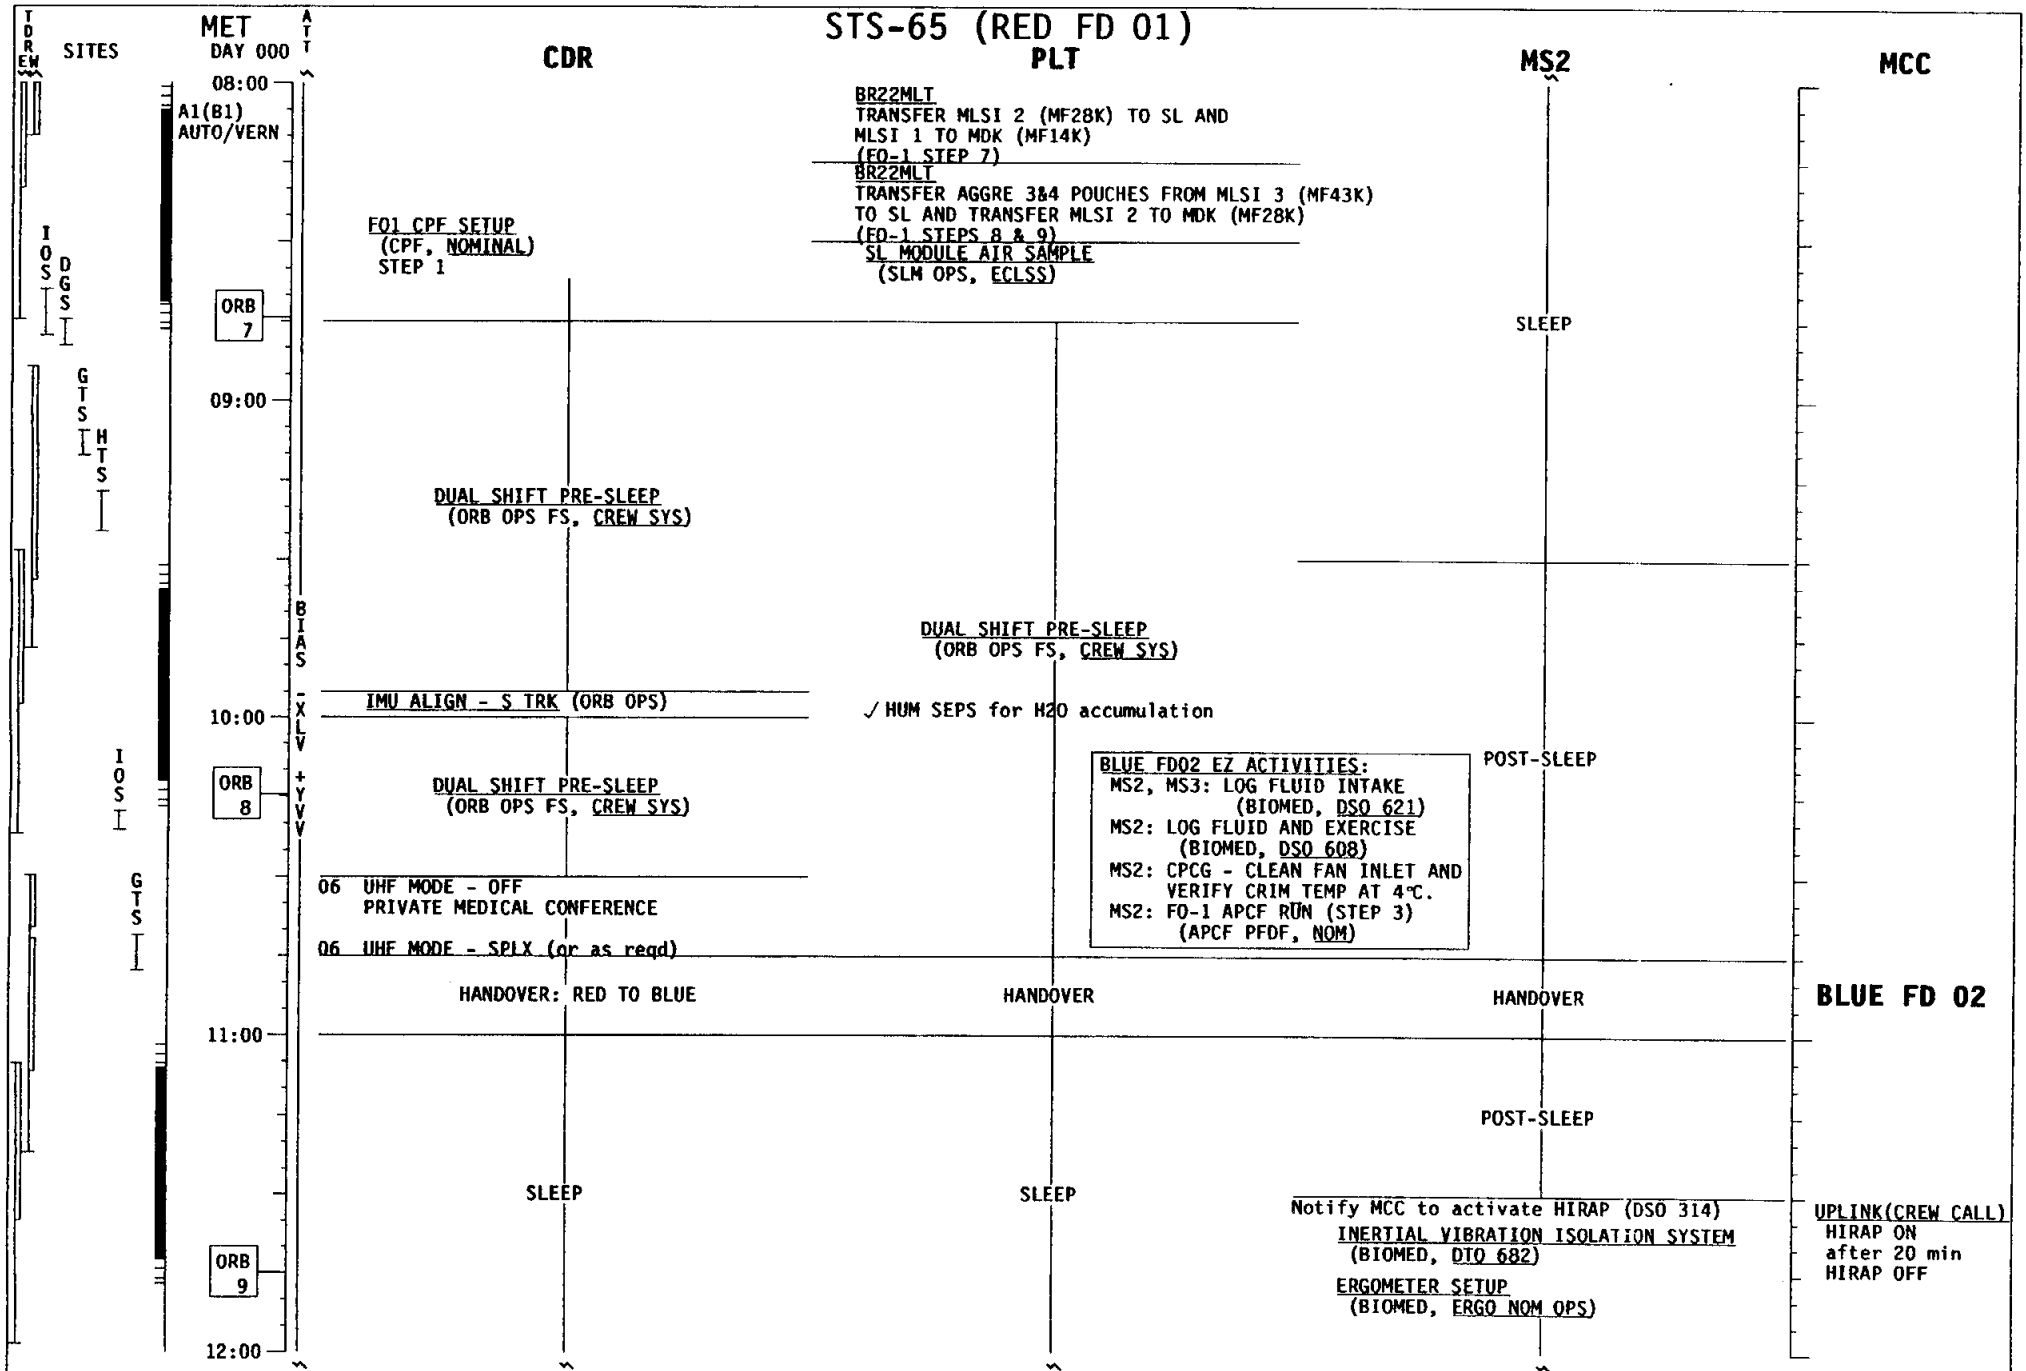 STS-65 (RED FD 01)
TDRE W
SITES
MET
DAY 000
ATT
CDR
PLT
MS2
MCC
08:00
A1(B1)
AUTO/VERN
BR22MLT
TRANSFER MLSI 2 (MF28K) TO SL AND
MLSI 1 TO MDK (MF14K)
(FO-1 STEP 7)
BR22MLT
TRANSFER AGGRE 3&4 POUCHES FROM MLSI 3 (MF43K)
TO SL AND TRANSFER MLSI 2 TO MDK (MF28K)
(FO-1 STEPS 8 & 9)
FO1 CPF SETUP
(CPF, NOMINAL)
STEP 1
SL MODULE AIR SAMPLE
(SLM OPS, ECLSS)
IOS
DGS
ORB
7
SLEEP
GTS
09:00
HTS
DUAL SHIFT PRE-SLEEP
(ORB OPS FS, CREW SYS)
BIAS -XLV +YVV
DUAL SHIFT PRE-SLEEP
(ORB OPS FS, CREW SYS)
IMU ALIGN - S TRK (ORB OPS)
10:00
✓ HUM SEPS for H2O accumulation
IOS
ORB
8
DUAL SHIFT PRE-SLEEP
(ORB OPS FS, CREW SYS)
POST-SLEEP
BLUE FD02 EZ ACTIVITIES:
MS2, MS3: LOG FLUID INTAKE
(BIOMED, DSO 621)
MS2: LOG FLUID AND EXERCISE
(BIOMED, DSO 608)
MS2: CPCG - CLEAN FAN INLET AND
VERIFY CRIM TEMP AT 4°C.
MS2: FO-1 APCF RUN (STEP 3)
(APCF PFDF, NOM)
GTS
06 UHF MODE - OFF
PRIVATE MEDICAL CONFERENCE
06 UHF MODE - SPLX (or as reqd)
HANDOVER: RED TO BLUE
HANDOVER
HANDOVER
BLUE FD 02
11:00
POST-SLEEP
SLEEP
SLEEP
Notify MCC to activate HIRAP (DSO 314)
INERTIAL VIBRATION ISOLATION SYSTEM
(BIOMED, DTO 682)
ERGOMETER SETUP
(BIOMED, ERGO NOM OPS)
UPLINK(CREW CALL)
HIRAP ON
after 20 min
HIRAP OFF
ORB
9
12:00